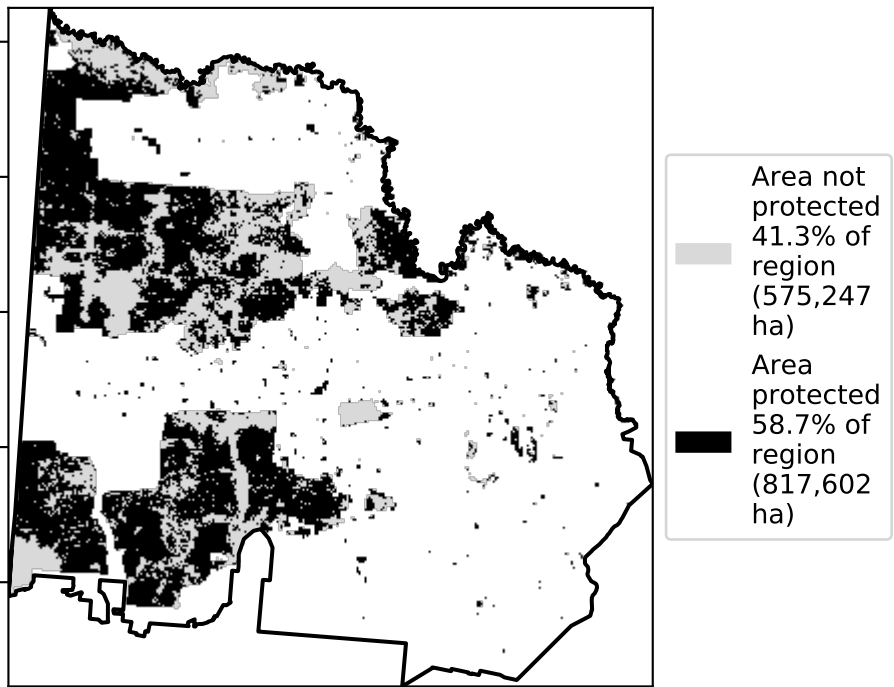 Area not
protected
41.3% of
region
(575,247
ha)
Area
protected
58.7% of
region
(817,602
ha)